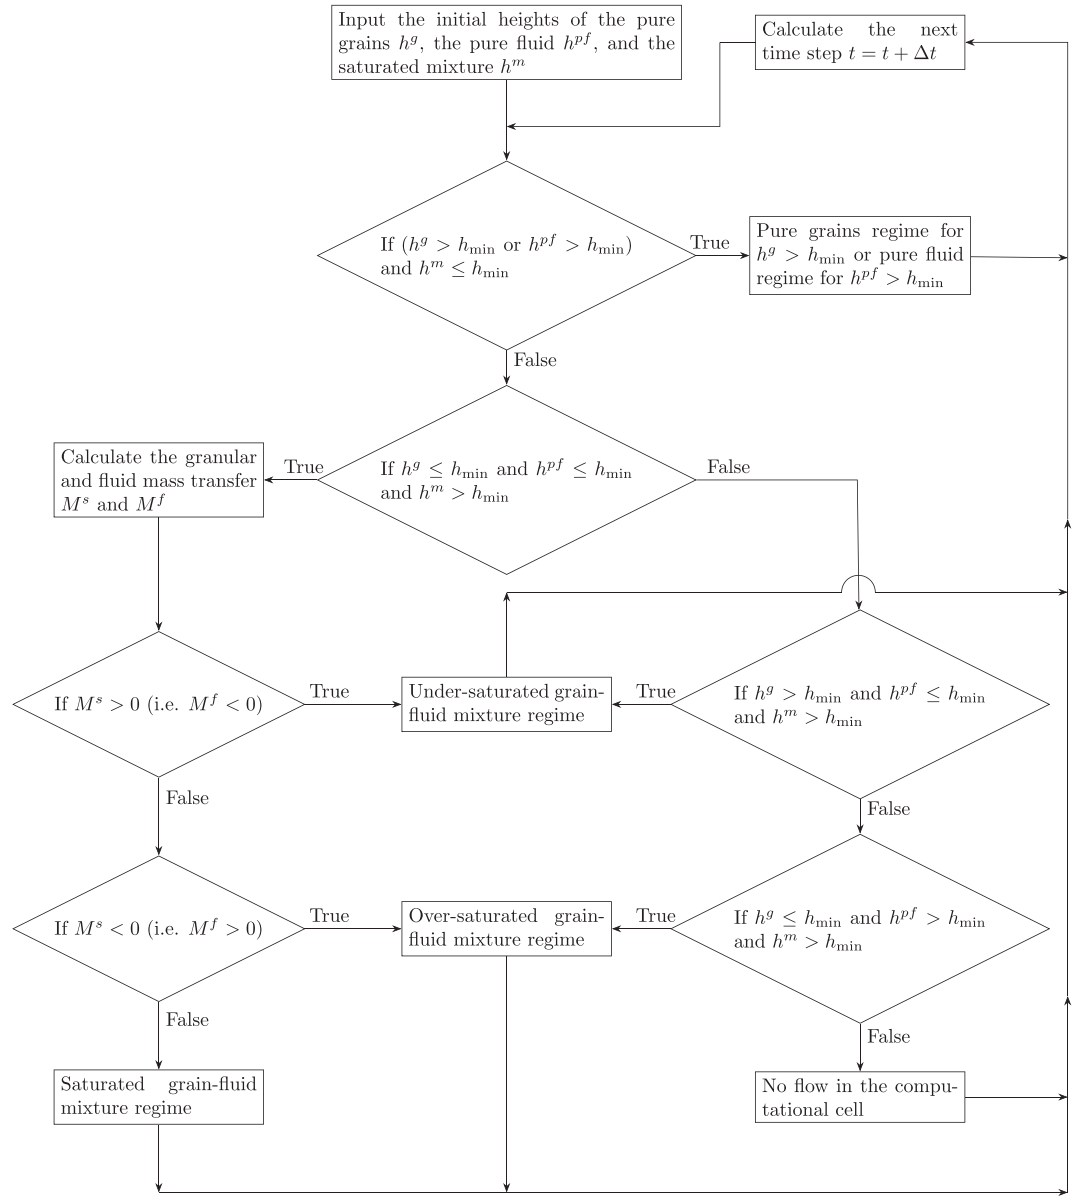 Input the initial heights of the pure
grains h^g, the pure fluid h^{pf}, and the
saturated mixture h^m
Calculate the next
time step t = t + Δt
If (h^g > h_min or h^{pf} > h_min)
and h^m ≤ h_min
True
Pure grains regime for
h^g > h_min or pure fluid
regime for h^{pf} > h_min
False
If h^g ≤ h_min and h^{pf} ≤ h_min
and h^m > h_min
True
False
Calculate the granular
and fluid mass transfer
M^s and M^f
If M^s > 0 (i.e. M^f < 0)
True
Under-saturated grain-
fluid mixture regime
True
If h^g > h_min and h^{pf} ≤ h_min
and h^m > h_min
False
False
If M^s < 0 (i.e. M^f > 0)
True
Over-saturated grain-
fluid mixture regime
True
If h^g ≤ h_min and h^{pf} > h_min
and h^m > h_min
False
False
Saturated grain-fluid
mixture regime
No flow in the compu-
tational cell